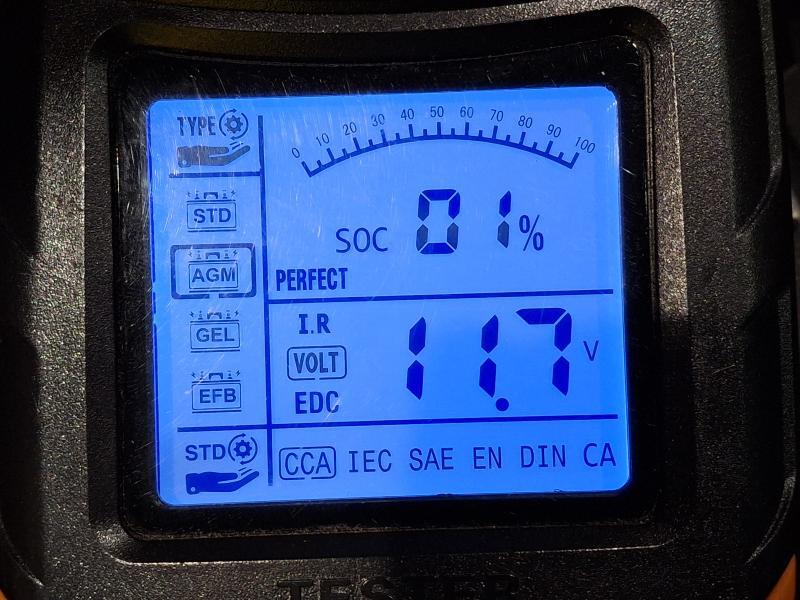 TYPE
0 10 20 30 40 50 60 70 80 90 100
STD
SOC 01%
AGM
PERFECT
GEL
I.R
VOLT
11.7 V
EFB
EDC
STD
CCA IEC SAE EN DIN CA
TESTER